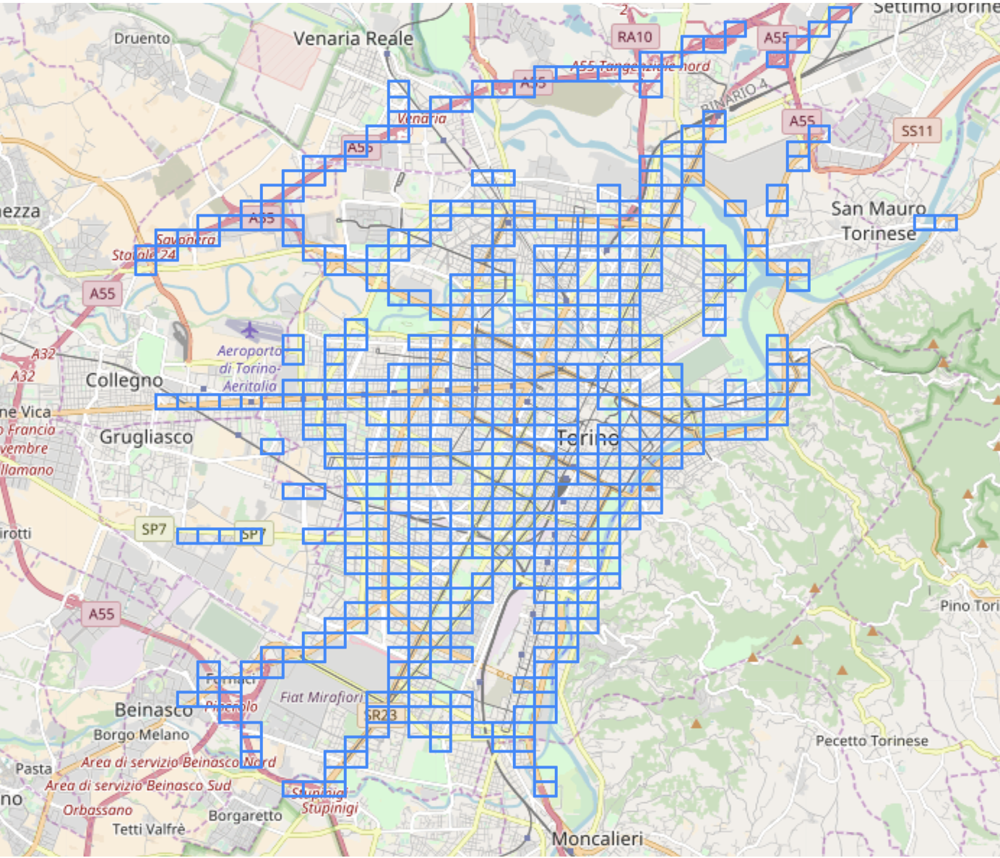 Settimo Torine
Druento
Venaria Reale
2
RA10
A55
A55 Tangenziale nord
A55
BINARIO 4
Venaria
A55
SS11
A55
nezza
A55
San Mauro
Torinese
Savonera
Statale 24
A55
Aeroporto
di Torino-
Aeritalia
A32
A32
Collegno
ne Vica
o Francia
Grugliasco
vembre
llamano
Torino
SP7
SP7
irotti
Pino Tori
A55
Fornaci
Fiat Mirafiori
Beinasco
Pinerolo
SR23
Borgo Melano
Pecetto Torinese
Area di servizio Beinasco Nord
Pasta
Area di servizio Beinasco Sud
no
Stupinigi
Orbassano
Stupinigi
Borgaretto
Tetti Valfrè
Moncalieri